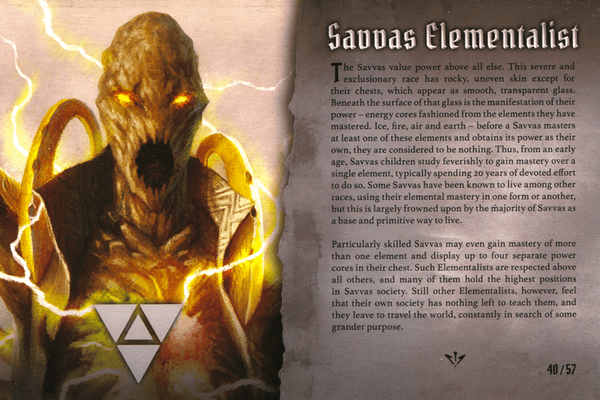 Savvas Elementalist
The Savvas value power above all else. This severe and
exclusionary race has rocky, uneven skin except for
their chests, which appear as smooth, transparent glass.
Beneath the surface of that glass is the manifestation of their
power – energy cores fashioned from the elements they have
mastered. Ice, fire, air and earth – before a Savvas masters
at least one of these elements and obtains its power as their
own, they are considered to be nothing. Thus, from an early
age, Savvas children study feverishly to gain mastery over a
single element, typically spending 20 years of devoted effort
to do so. Some Savvas have been known to live among other
races, using their elemental mastery in one form or another,
but this is largely frowned upon by the majority of Savvas as
a base and primitive way to live.
Particularly skilled Savvas may even gain mastery of more
than one element and display up to four separate power
cores in their chest. Such Elementalists are respected above
all others, and many of them hold the highest positions
in Savvas society. Still other Elementalists, however, feel
that their own society has nothing left to teach them, and
they leave to travel the world, constantly in search of some
grander purpose.
40/57